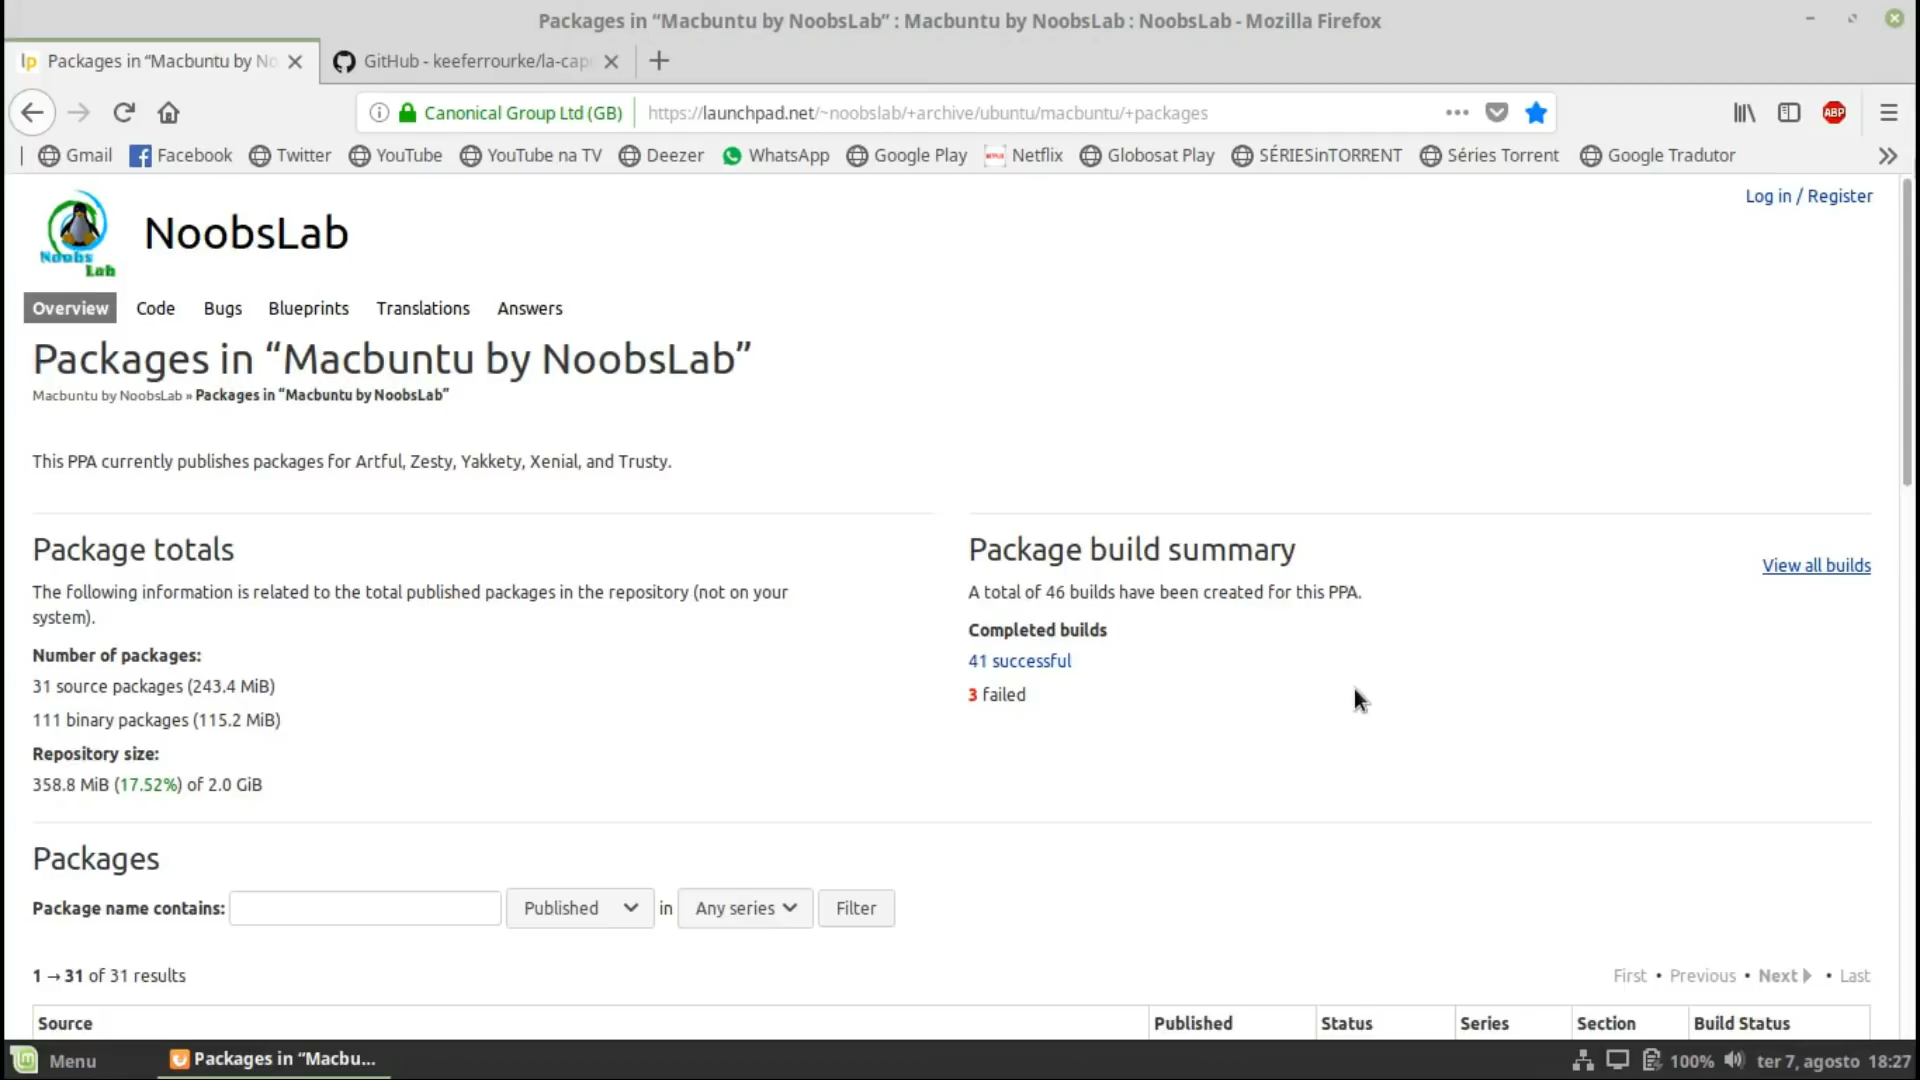 Packages in “Macbuntu by NoobsLab” : Macbuntu by NoobsLab : NoobsLab - Mozilla Firefox
lp Packages in “Macbuntu by No
GitHub - keeferrourke/la-cap
Canonical Group Ltd (GB) https://launchpad.net/~noobslab/+archive/ubuntu/macbuntu/+packages
ABP
Gmail Facebook Twitter YouTube YouTube na TV Deezer WhatsApp Google Play Netflix Globosat Play SÉRIESinTORRENT Séries Torrent Google Tradutor
Log in / Register
Noobs Lab
NoobsLab
Overview Code Bugs Blueprints Translations Answers
Packages in “Macbuntu by NoobsLab”
Macbuntu by NoobsLab » Packages in “Macbuntu by NoobsLab”
This PPA currently publishes packages for Artful, Zesty, Yakkety, Xenial, and Trusty.
Package totals
The following information is related to the total published packages in the repository (not on your
system).
Number of packages:
31 source packages (243.4 MiB)
111 binary packages (115.2 MiB)
Repository size:
358.8 MiB (17.52%) of 2.0 GiB
Package build summary
View all builds
A total of 46 builds have been created for this PPA.
Completed builds
41 successful
3 failed
Packages
Package name contains: Published in Any series Filter
1 → 31 of 31 results
First • Previous • Next • Last
Source Published Status Series Section Build Status
Menu Packages in “Macbu... 100% ter 7, agosto 18:27